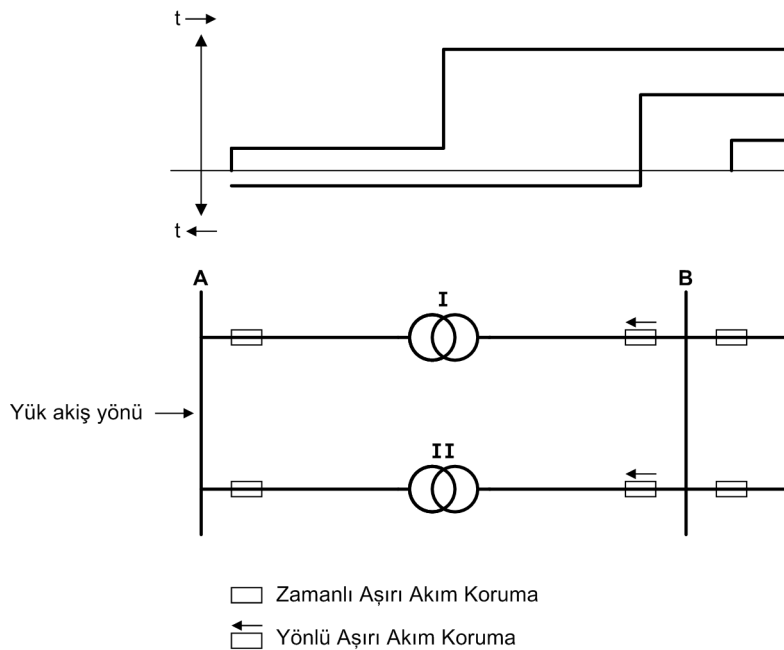 t
t
A
I
B
Yük akiş yönü
II
Zamanlı Aşırı Akım Koruma
Yönlü Aşırı Akım Koruma